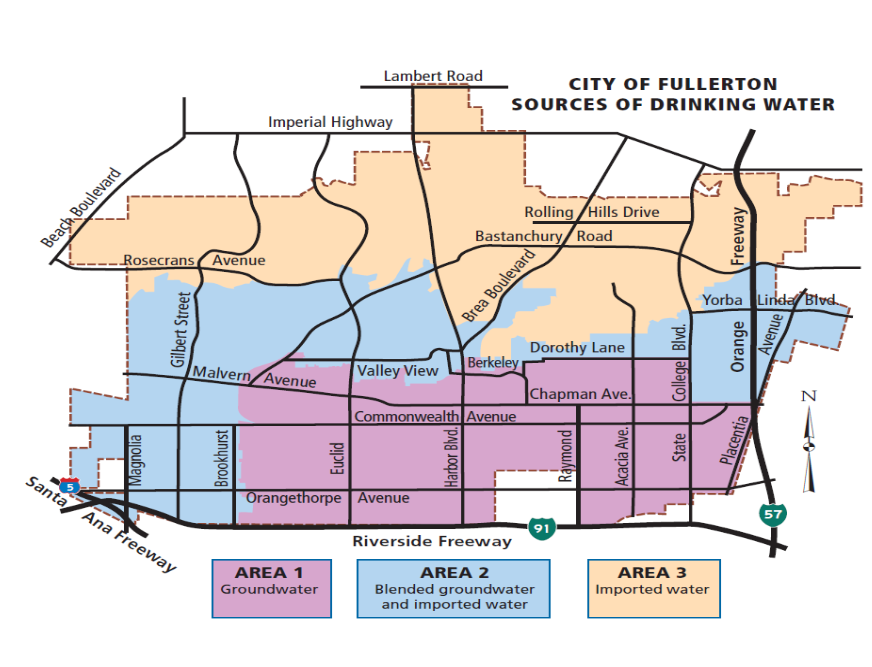 Lambert Road
CITY OF FULLERTON
SOURCES OF DRINKING WATER
Imperial Highway
Beach Boulevard
Rolling Hills Drive
Freeway
Bastanchury Road
Rosecrans Avenue
Brea Boulevard
Yorba Linda Blvd.
Gilbert Street
Orange
Avenue
Dorothy Lane
College Blvd.
Berkeley
Valley View
Malvern Avenue
Chapman Ave.
N
Commonwealth Avenue
Magnolia
Brookhurst
Euclid
Harbor Blvd.
Raymond
Acacia Ave.
State
Placentia
Santa
5
Orangethorpe Avenue
Ana Freeway
91
57
Riverside Freeway
AREA 1
Groundwater
AREA 2
Blended groundwater
and imported water
AREA 3
Imported water